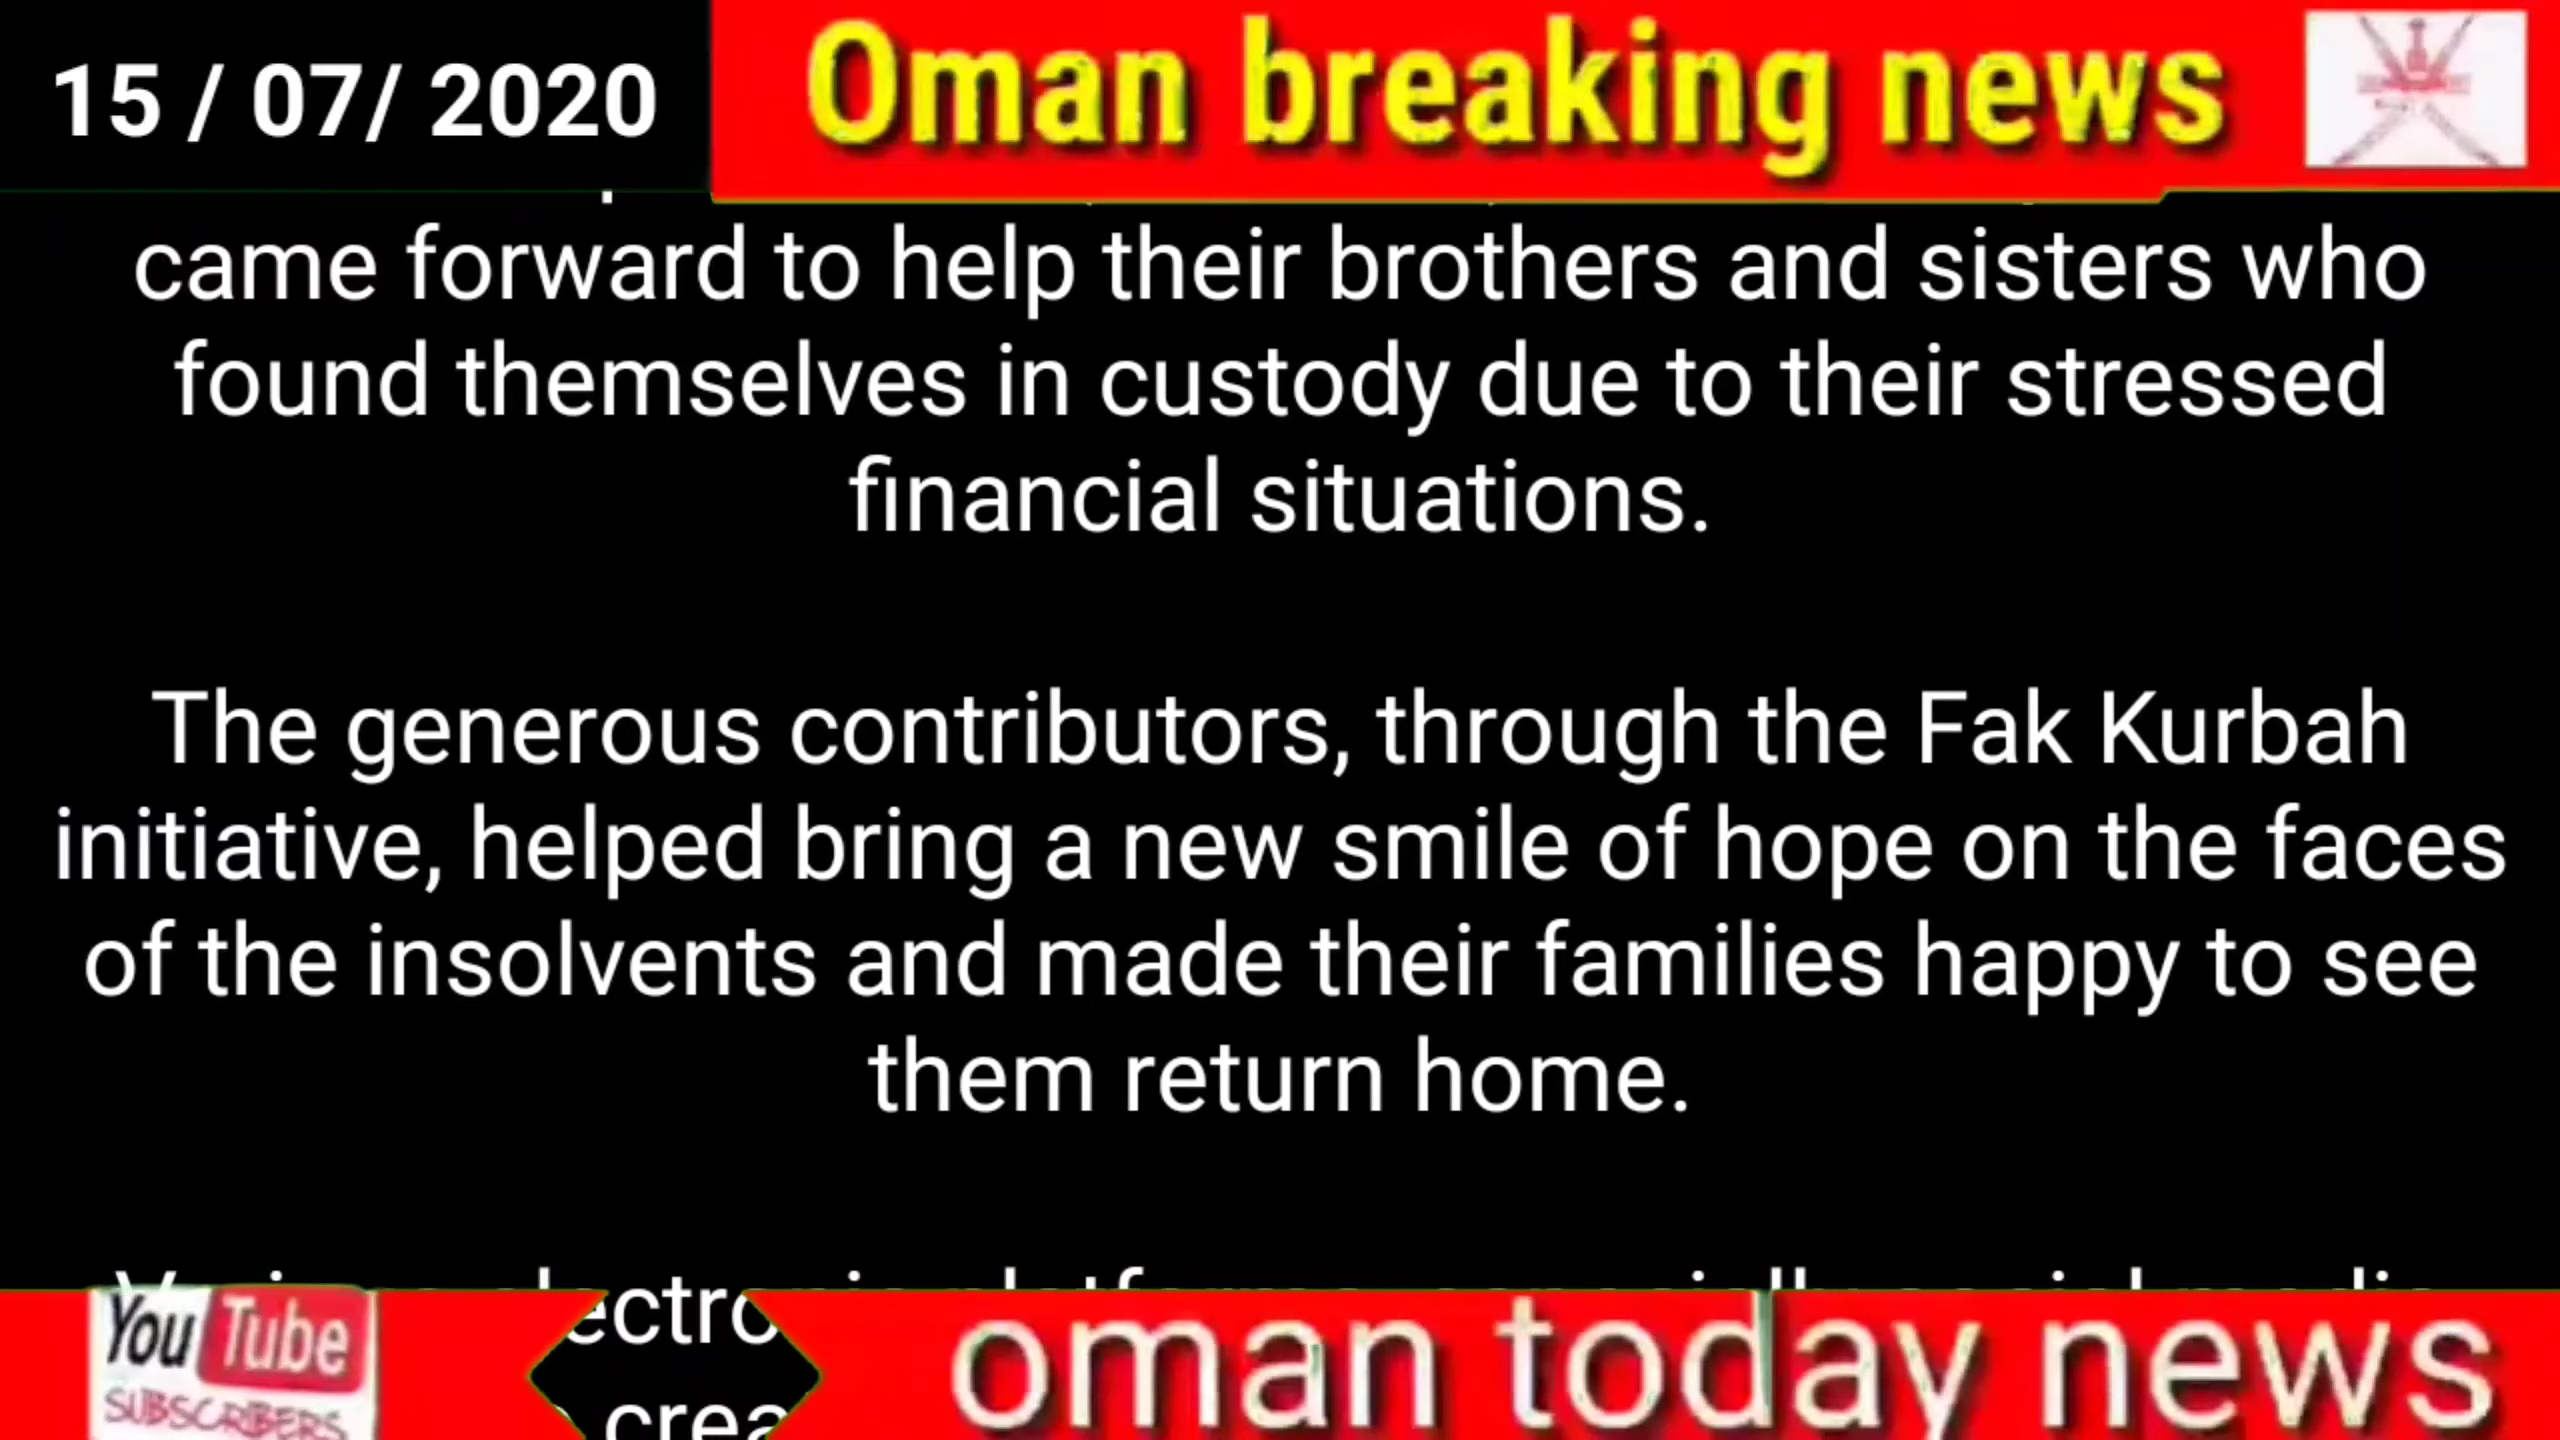 15 / 07/ 2020
Oman breaking news
came forward to help their brothers and sisters who
found themselves in custody due to their stressed
financial situations.
The generous contributors, through the Fak Kurbah
initiative, helped bring a new smile of hope on the faces
of the insolvents and made their families happy to see
them return home.
You Tube
SUBSCRIBERS
oman today news